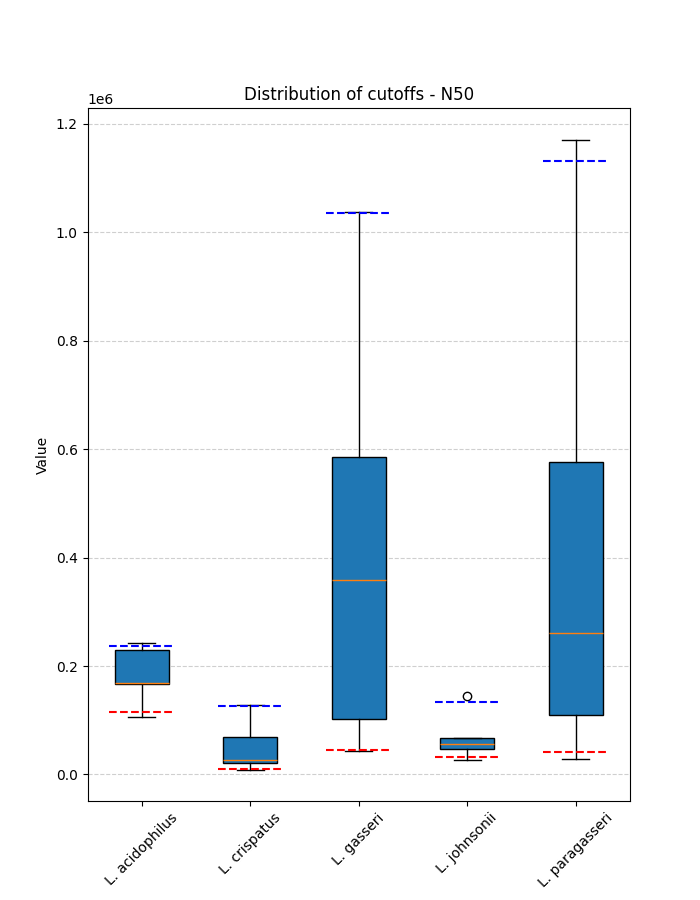 Distribution of cutoffs - N50
1e6
1.2
1.0
0.8
0.6
0.4
0.2
0.0
Value
L. acidophilus
L. crispatus
L. gasseri
L. johnsonii
L. paragasseri